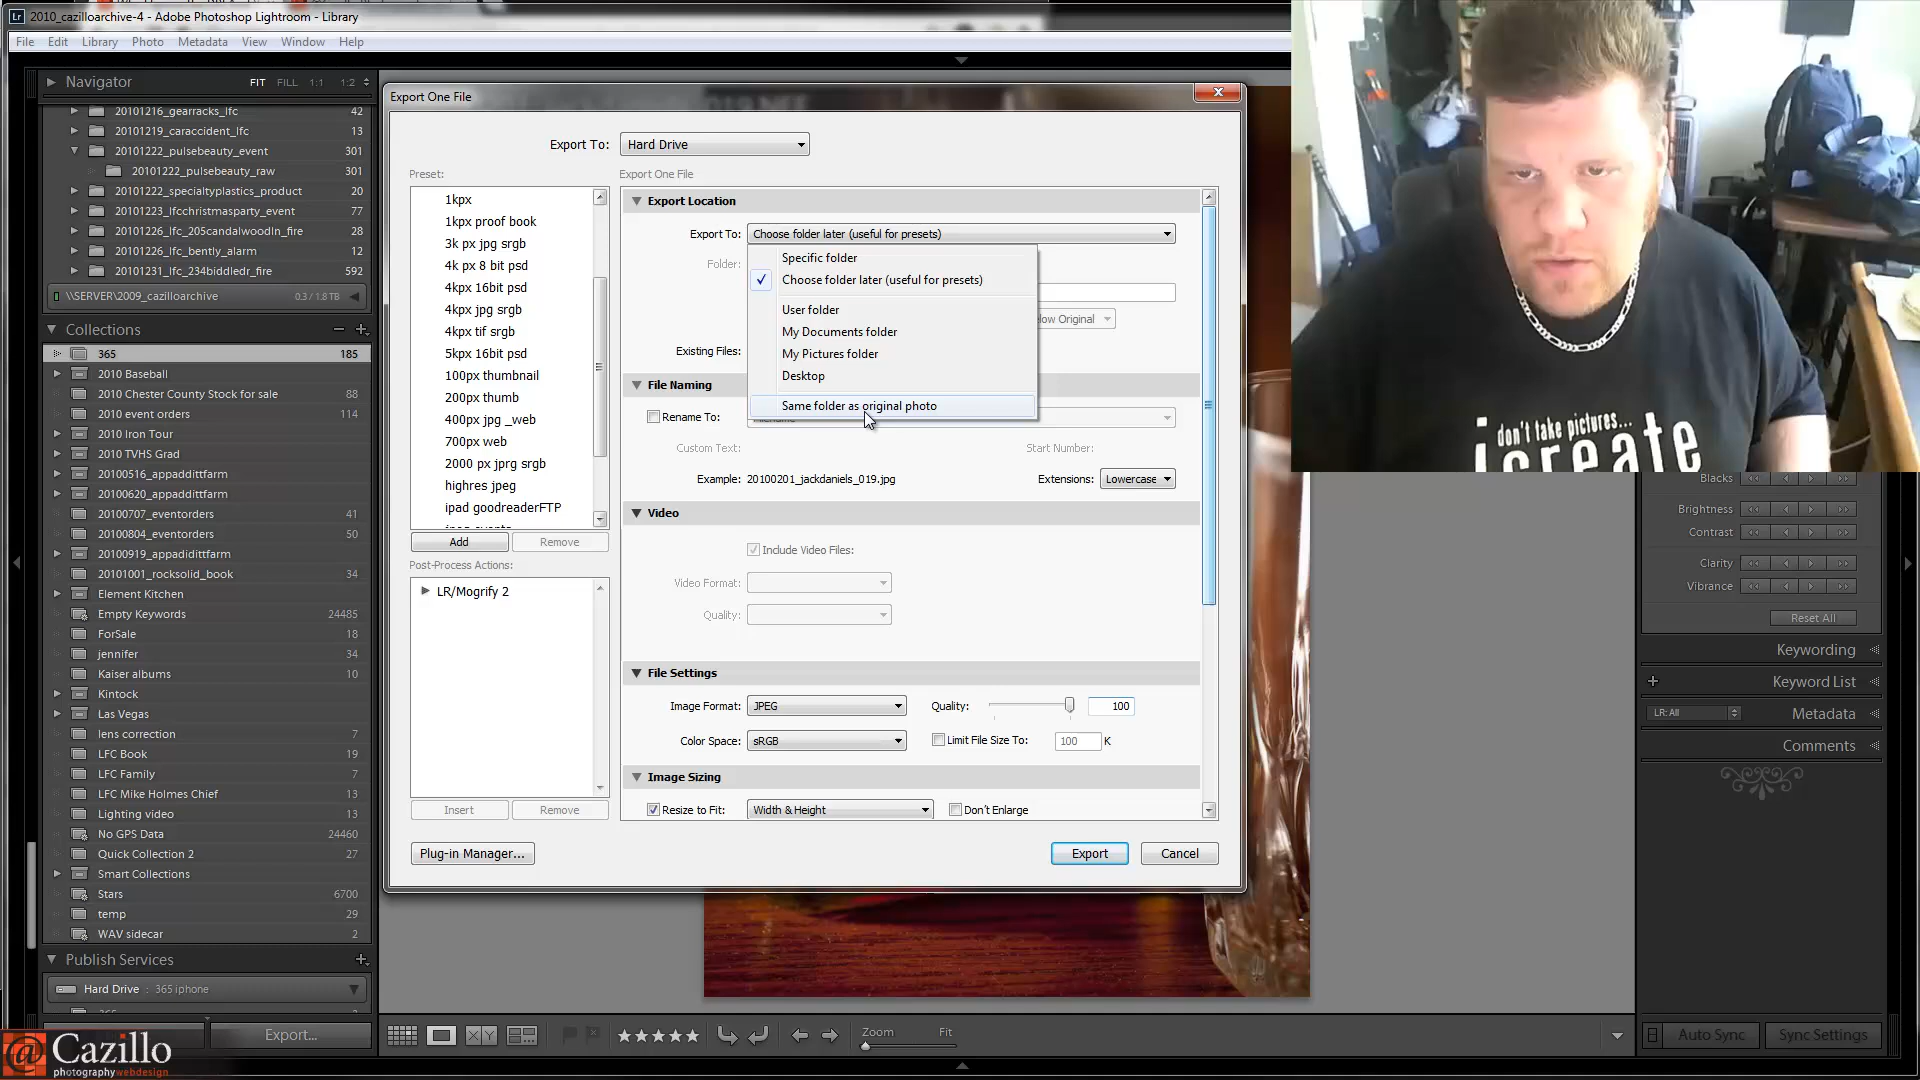 2010_cazilloarchive-4 - Adobe Photoshop Lightroom - Library
File Edit Library Photo Metadata View Window Help
Navigator FIT FILL 1:1 1:2
20101216_gearracks_lfc 42
20101219_caraccident_lfc 13
20101222_pulsebeauty_event 301
20101222_pulsebeauty_raw 301
20101222_specialtyplastics_product 20
20101223_lfcchristmasparty_event 77
20101226_lfc_205candalwoodln_fire 28
20101226_lfc_bently_alarm 11
20101231_lfc_234biddledr_fire 592
\\SERVER\2009_cazilloarchive 0.3 / 1.8 TB
Collections
365 185
2010 Baseball
2010 Chester County Stock for sale 88
2010 event orders 114
2010 Iron Tour
2010 TVHS Grad
20100516_appadittfarm
20100620_appadittfarm
20100707_eventorders 41
20100804_eventorders 50
20100919_appadidittfarm
20101001_rocksolid_book 34
Element Kitchen
Empty Keywords 24485
ForSale 18
jennifer 34
Kaiser albums 10
Kintock
Las Vegas
lens correction 7
LFC Book 19
LFC Family 7
LFC Mike Holmes Chief 13
Lighting video 13
No GPS Data 24460
Quick Collection 2 27
Smart Collections
Stars 6700
temp 29
WAV sidecar 2
Publish Services
Hard Drive : 365 iphone
Export...
@Cazillo
photographywebdesign
Export One File
Export To: Hard Drive
Preset:
1kpx
1kpx proof book
3k px jpg srgb
4k px 8 bit psd
4kpx 16bit psd
4kpx jpg srgb
4kpx tif srgb
5kpx 16bit psd
100px thumbnail
200px thumb
400px jpg _web
700px web
2000 px jprg srgb
highres jpeg
ipad goodreaderFTP
Add Remove
Post-Process Actions:
LR/Mogrify 2
Insert Remove
Plug-in Manager...
Export One File
Export Location
Export To: Choose folder later (useful for presets)
Folder:
Specific folder
Choose folder later (useful for presets)
User folder
My Documents folder
My Pictures folder
Desktop
Same folder as original photo
elow Original
Existing Files:
File Naming
Rename To:
Custom Text: Start Number:
Example: 20100201_jackdaniels_019.jpg Extensions: Lowercase
Video
Include Video Files:
Video Format:
Quality:
File Settings
Image Format: JPEG Quality: 100
Color Space: sRGB Limit File Size To: 100 K
Image Sizing
Resize to Fit: Width & Height Don't Enlarge
Export Cancel
Zoom Fit
i don't take pictures...
create
Blacks
Brightness
Contrast
Clarity
Vibrance
Reset All
Keywording
Keyword List
LR: All Metadata
Comments
Auto Sync Sync Settings